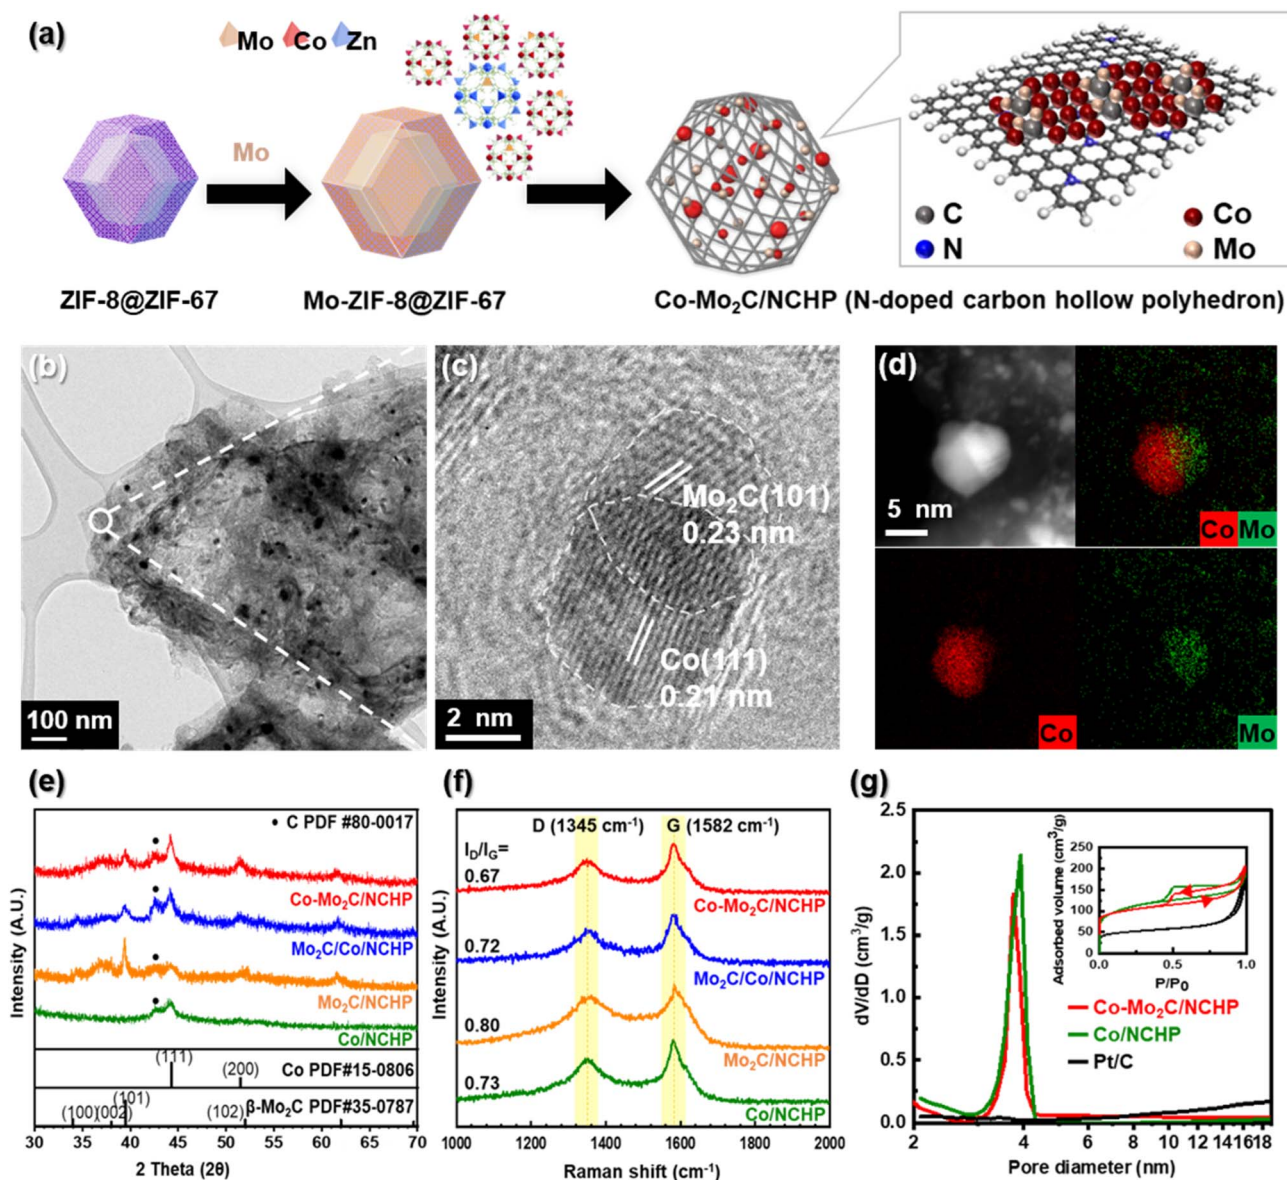 (a)
Mo Co Zn
Mo
C Co
N Mo
ZIF-8@ZIF-67
Mo-ZIF-8@ZIF-67
Co-Mo₂C/NCHP (N-doped carbon hollow polyhedron)
(b)
100 nm
(c)
Mo₂C(101)
0.23 nm
Co(111)
0.21 nm
2 nm
(d)
5 nm
Co Mo
Co
Mo
(e)
• C PDF #80-0017
Co-Mo₂C/NCHP
Mo₂C/Co/NCHP
Mo₂C/NCHP
Co/NCHP
(111)
(200)
Co PDF#15-0806
(101)
(100)
(002)
(102)
β-Mo₂C PDF#35-0787
30 35 40 45 50 55 60 65 70
2 Theta (2θ)
Intensity (A.U.)
(f)
D (1345 cm⁻¹) G (1582 cm⁻¹)
I_D/I_G=
0.67
Co-Mo₂C/NCHP
0.72
Mo₂C/Co/NCHP
0.80
Mo₂C/NCHP
0.73
Co/NCHP
1000 1200 1400 1600 1800 2000
Raman shift (cm⁻¹)
Intensity (A.U.)
(g)
2.5
2.0
1.5
1.0
0.5
0.0
dV/dD (cm³/g)
2 4 6 8 10 12 14 16 18
Pore diameter (nm)
250
200
150
100
50
0
Adsorbed volume (cm³/g)
0.0 0.5 1.0
P/P₀
Co-Mo₂C/NCHP
Co/NCHP
Pt/C